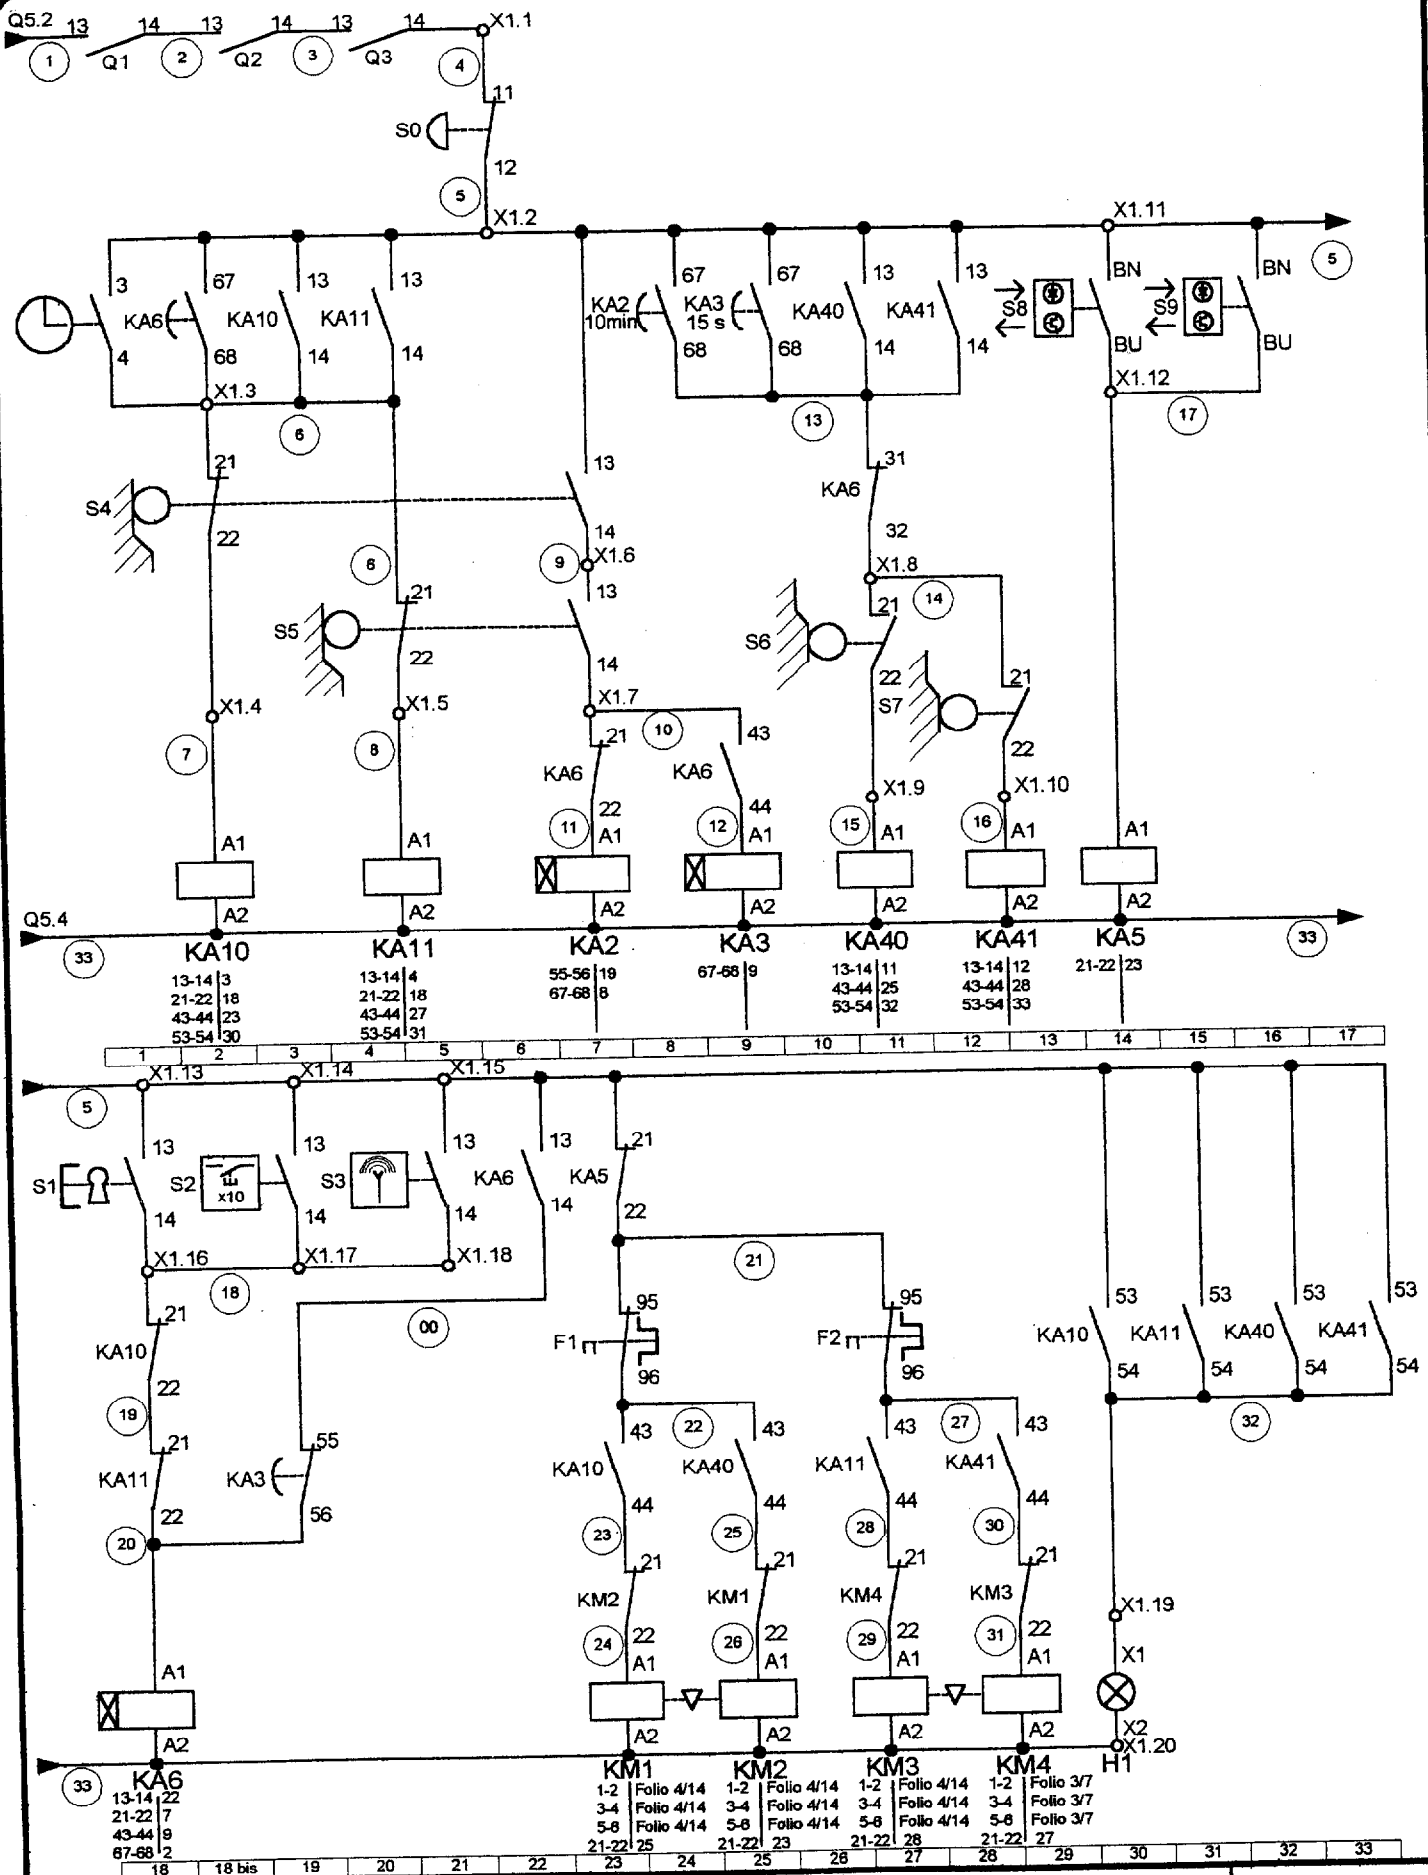 Q5.2 13 14 13 14 13 14 X1.1
1 Q1 2 Q2 3 Q3 4
11
S0
12
5
X1.2 X1.11
5
3 67 13 13 67 67 13 13 BN BN
KA6 KA10 KA11 KA2 10min KA3 15 s KA40 KA41 S8 S9
4 68 14 14 68 68 14 14 BU BU
X1.3 X1.12
6 13 17
21 13 31
S4 KA6
22 14 32
6 9 X1.6 X1.8
21 13 21 14
S5 S6
22 14 22 21
S7
X1.4 X1.5 X1.7 22
7 8 10
21 43
KA6 KA6 X1.9 X1.10
22 44
11 12 15 16
A1 A1 A1 A1 A1 A1 A1
A2 A2 A2 A2 A2 A2 A2
Q5.4
33 33
KA10 KA11 KA2 KA3 KA40 KA41 KA5
13-14 3 13-14 4 55-56 19 67-68 9 13-14 11 13-14 12 21-22 23
21-22 18 21-22 18 67-68 8 43-44 25 43-44 28
43-44 23 43-44 27 53-54 32 53-54 33
53-54 30 53-54 31
1 2 3 4 5 6 7 8 9 10 11 12 13 14 15 16 17
X1.13 X1.14 X1.15
5
13 13 13 13 21
S1 S2 x10 S3 KA6 KA5
14 14 14 14 22
X1.16 X1.17 X1.18
18 00 21
21 95 95 53 53 53 53
KA10 F1 F2 KA10 KA11 KA40 KA41
22 96 96 54 54 54 54
19 22 27 32
21 55 43 43 43 43
KA11 KA3 KA10 KA40 KA11 KA41
22 56 44 44 44 44
20 23 25 28 30
21 21 21 21
KM2 KM1 KM4 KM3 X1.19
22 22 22 22
24 26 29 31
A1 A1 A1 A1 A1 X1
A2 A2 A2 A2 A2 X2
X1.20
33
KA6 KM1 KM2 KM3 KM4 H1
13-14 22 1-2 Folio 4/14 1-2 Folio 4/14 1-2 Folio 4/14 1-2 Folio 3/7
21-22 7 3-4 Folio 4/14 3-4 Folio 4/14 3-4 Folio 4/14 3-4 Folio 3/7
43-44 9 5-6 Folio 4/14 5-6 Folio 4/14 5-6 Folio 4/14 5-6 Folio 3/7
67-68 2 21-22 25 21-22 23 21-22 28 21-22 27
18 18 bis 19 20 21 22 23 24 25 26 27 28 29 30 31 32 33